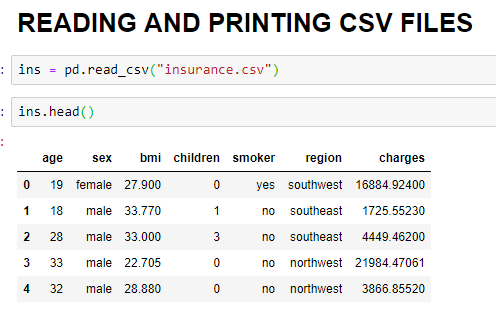 READING AND PRINTING CSV FILES
: ins = pd.read_csv("insurance.csv")
: ins.head()
:
age sex bmi children smoker region charges
0 19 female 27.900 0 yes southwest 16884.92400
1 18 male 33.770 1 no southeast 1725.55230
2 28 male 33.000 3 no southeast 4449.46200
3 33 male 22.705 0 no northwest 21984.47061
4 32 male 28.880 0 no northwest 3866.85520